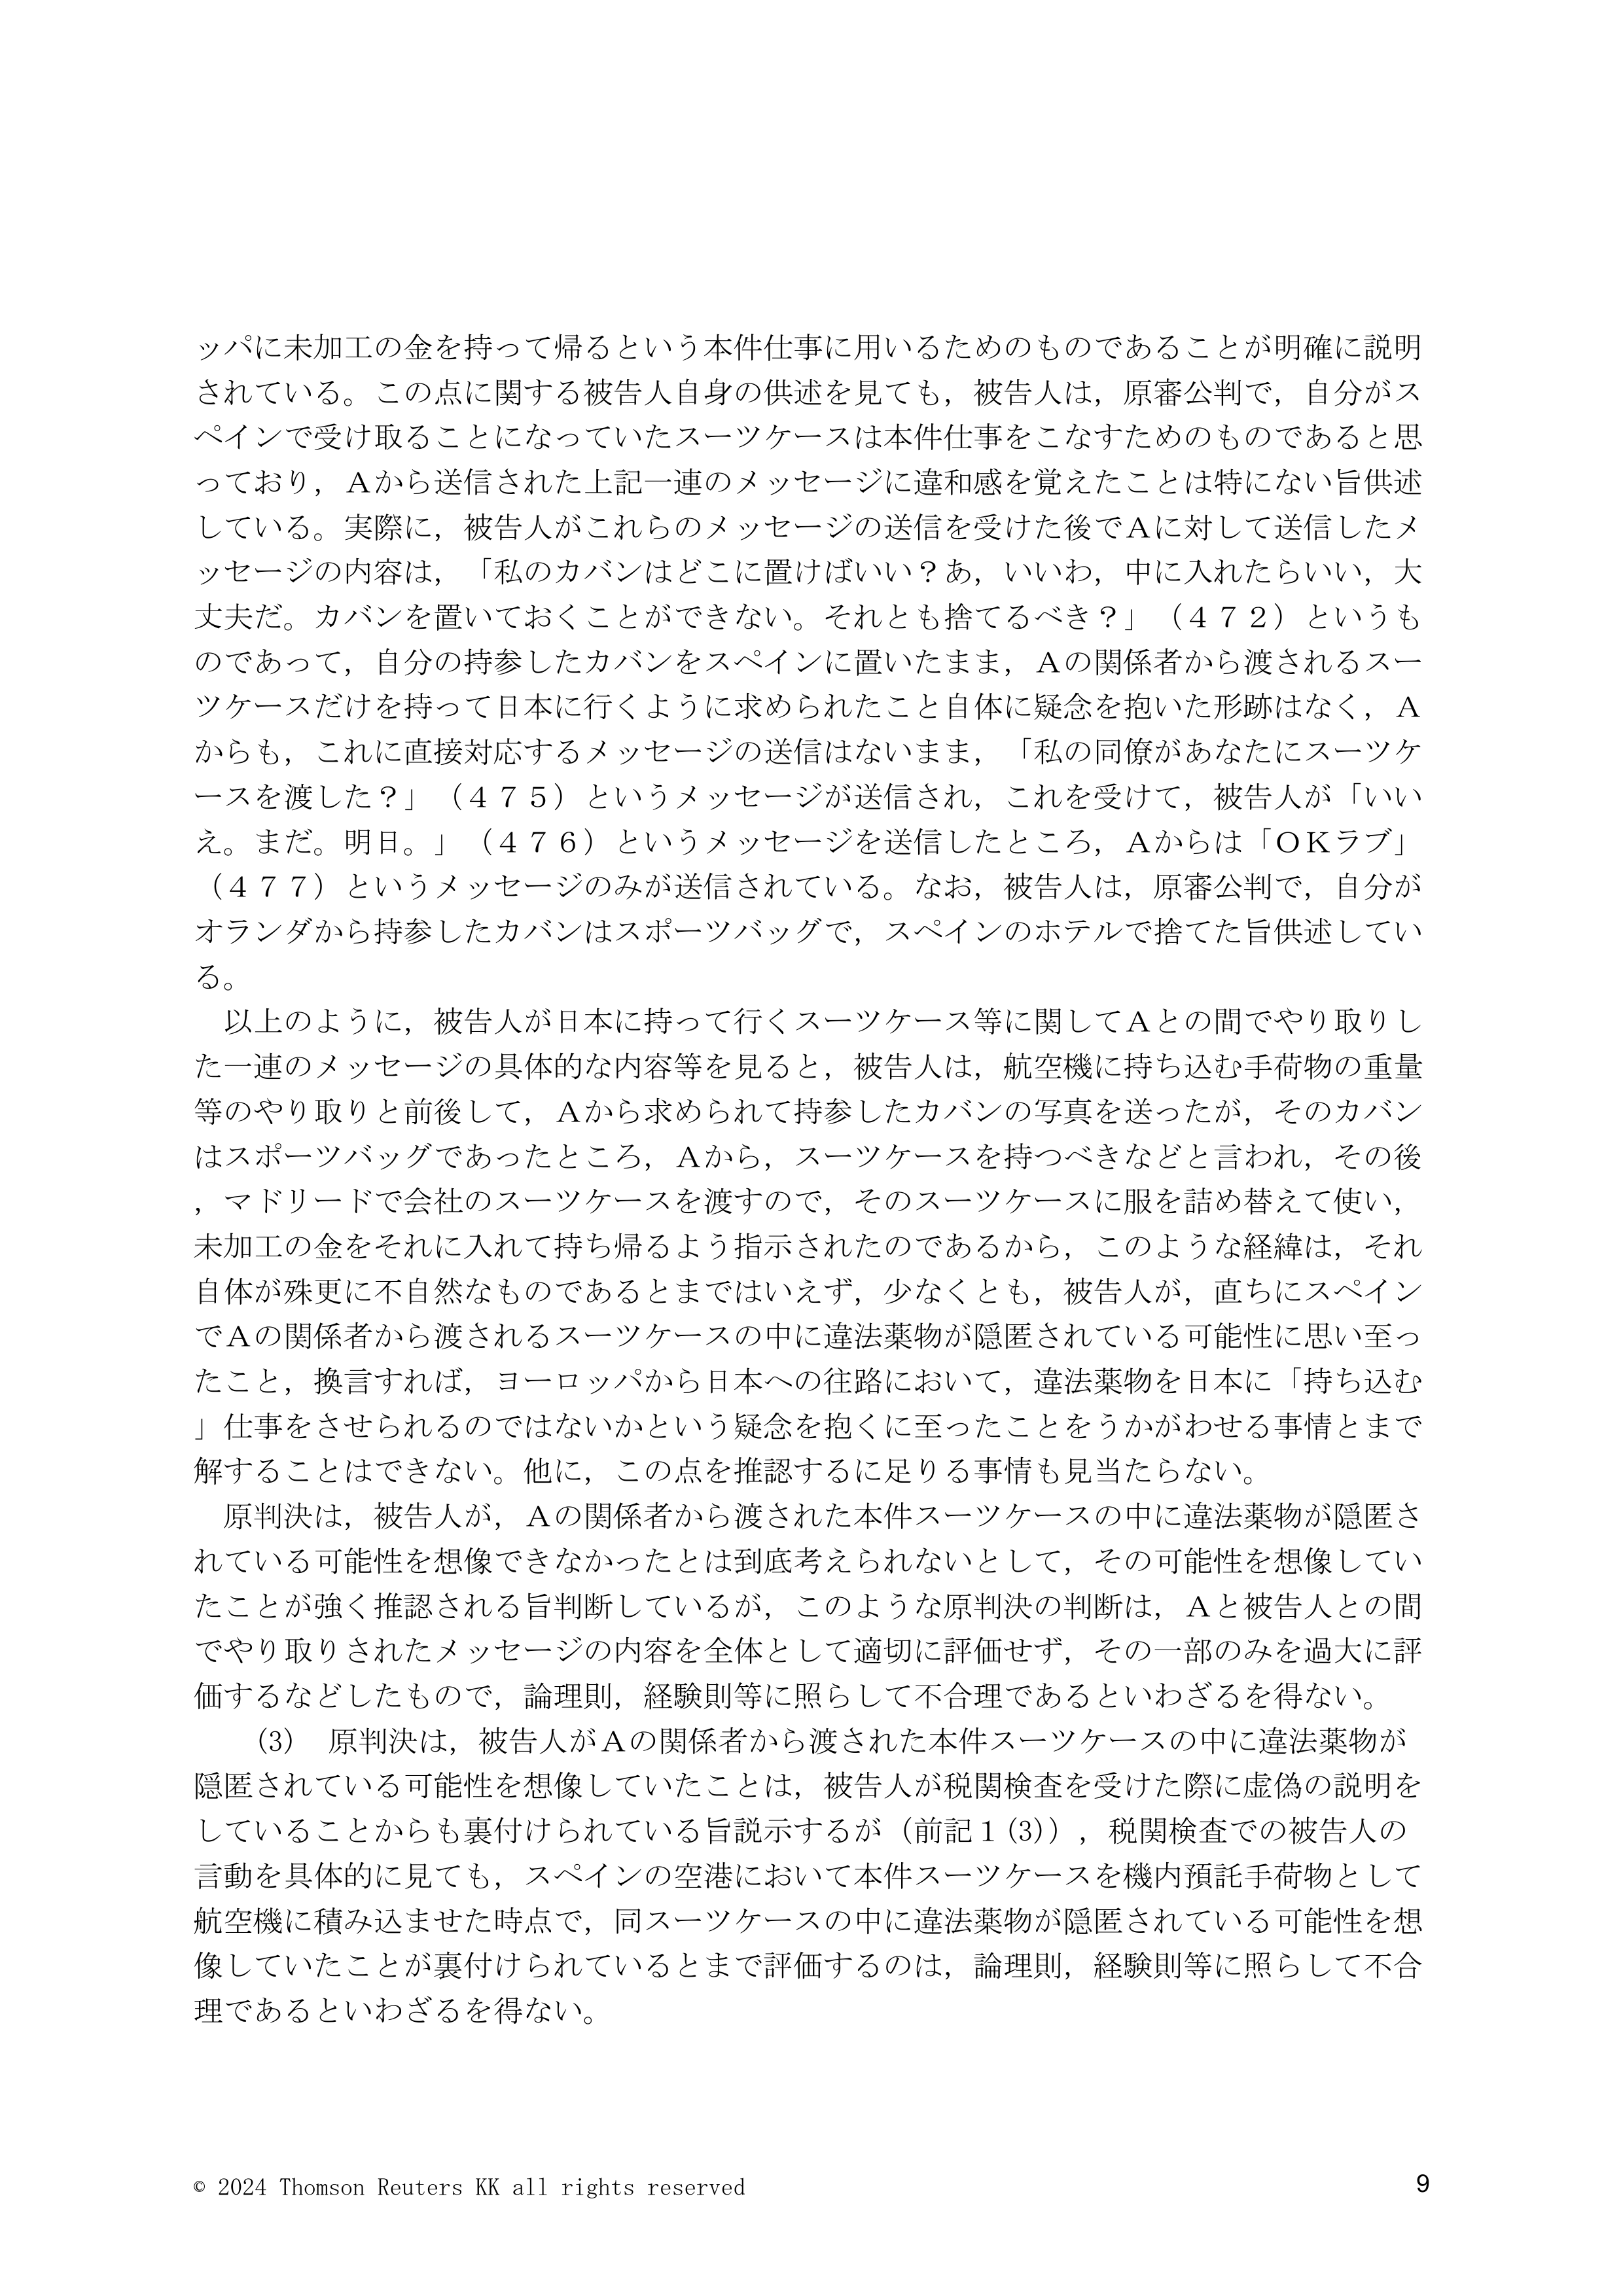 ッパに未加工の金を持って帰るという本件仕事に用いるためのものであることが明確に説明
されている。この点に関する被告人自身の供述を見ても，被告人は，原審公判で，自分がス
ペインで受け取ることになっていたスーツケースは本件仕事をこなすためのものであると思
っており，Ａから送信された上記一連のメッセージに違和感を覚えたことは特にない旨供述
している。実際に，被告人がこれらのメッセージの送信を受けた後でＡに対して送信したメ
ッセージの内容は，「私のカバンはどこに置けばいい？あ，いいわ，中に入れたらいい，大
丈夫だ。カバンを置いておくことができない。それとも捨てるべき？」（４７２）というも
のであって，自分の持参したカバンをスペインに置いたまま，Ａの関係者から渡されるスー
ツケースだけを持って日本に行くように求められたこと自体に疑念を抱いた形跡はなく，Ａ
からも，これに直接対応するメッセージの送信はないまま，「私の同僚があなたにスーツケ
ースを渡した？」（４７５）というメッセージが送信され，これを受けて，被告人が「いい
え。まだ。明日。」（４７６）というメッセージを送信したところ，Ａからは「ＯＫラブ」
（４７７）というメッセージのみが送信されている。なお，被告人は，原審公判で，自分が
オランダから持参したカバンはスポーツバッグで，スペインのホテルで捨てた旨供述してい
る。
　以上のように，被告人が日本に持って行くスーツケース等に関してＡとの間でやり取りし
た一連のメッセージの具体的な内容等を見ると，被告人は，航空機に持ち込む手荷物の重量
等のやり取りと前後して，Ａから求められて持参したカバンの写真を送ったが，そのカバン
はスポーツバッグであったところ，Ａから，スーツケースを持つべきなどと言われ，その後
，マドリードで会社のスーツケースを渡すので，そのスーツケースに服を詰め替えて使い，
未加工の金をそれに入れて持ち帰るよう指示されたのであるから，このような経緯は，それ
自体が殊更に不自然なものであるとまではいえず，少なくとも，被告人が，直ちにスペイン
でＡの関係者から渡されるスーツケースの中に違法薬物が隠匿されている可能性に思い至っ
たこと，換言すれば，ヨーロッパから日本への往路において，違法薬物を日本に「持ち込む
」仕事をさせられるのではないかという疑念を抱くに至ったことをうかがわせる事情とまで
解することはできない。他に，この点を推認するに足りる事情も見当たらない。
　原判決は，被告人が，Ａの関係者から渡された本件スーツケースの中に違法薬物が隠匿さ
れている可能性を想像できなかったとは到底考えられないとして，その可能性を想像してい
たことが強く推認される旨判断しているが，このような原判決の判断は，Ａと被告人との間
でやり取りされたメッセージの内容を全体として適切に評価せず，その一部のみを過大に評
価するなどしたもので，論理則，経験則等に照らして不合理であるといわざるを得ない。
　　(3)　原判決は，被告人がＡの関係者から渡された本件スーツケースの中に違法薬物が
隠匿されている可能性を想像していたことは，被告人が税関検査を受けた際に虚偽の説明を
していることからも裏付けられている旨説示するが（前記１(3)），税関検査での被告人の
言動を具体的に見ても，スペインの空港において本件スーツケースを機内預託手荷物として
航空機に積み込ませた時点で，同スーツケースの中に違法薬物が隠匿されている可能性を想
像していたことが裏付けられているとまで評価するのは，論理則，経験則等に照らして不合
理であるといわざるを得ない。
© 2024 Thomson Reuters KK all rights reserved
9